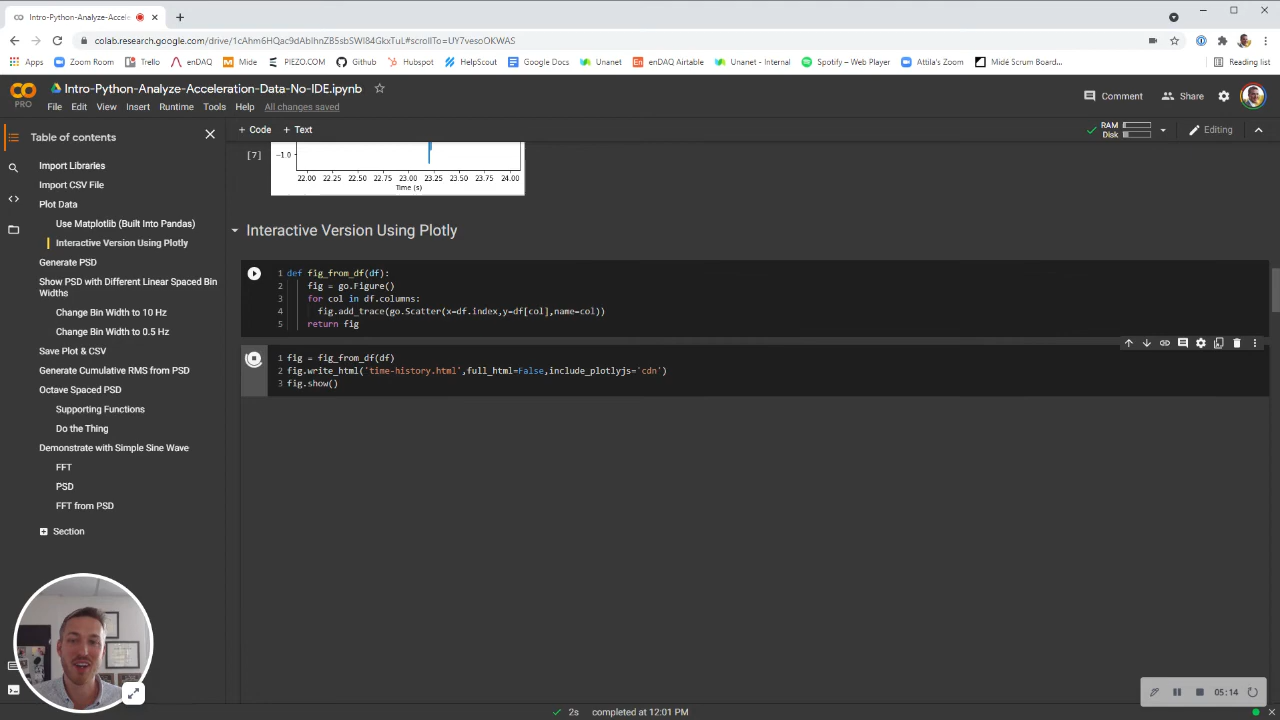 Intro-Python-Analyze-Accele
colab.research.google.com/drive/1cAhm6HQac9dAbIhnZB5sbSWI84GkxTuL#scrollTo=UY7vesoOKWAS
Apps Zoom Room Trello enDAQ Mide PIEZO.COM Github Hubspot HelpScout Google Docs Unanet enDAQ Airtable Unanet - Internal Spotify – Web Player Attila's Zoom Midé Scrum Board... Reading list
Intro-Python-Analyze-Acceleration-Data-No-IDE.ipynb
PRO
File Edit View Insert Runtime Tools Help All changes saved
Comment Share
Table of contents
+ Code + Text
RAM
Disk
Editing
Import Libraries
Import CSV File
Plot Data
Use Matplotlib (Built Into Pandas)
Interactive Version Using Plotly
Generate PSD
Show PSD with Different Linear Spaced Bin
Widths
Change Bin Width to 10 Hz
Change Bin Width to 0.5 Hz
Save Plot & CSV
Generate Cumulative RMS from PSD
Octave Spaced PSD
Supporting Functions
Do the Thing
Demonstrate with Simple Sine Wave
FFT
PSD
FFT from PSD
Section
[7]
−1.0
22.00 22.25 22.50 22.75 23.00 23.25 23.50 23.75 24.00
Time (s)
Interactive Version Using Plotly
1 def fig_from_df(df):
2 fig = go.Figure()
3 for col in df.columns:
4 fig.add_trace(go.Scatter(x=df.index,y=df[col],name=col))
5 return fig
1 fig = fig_from_df(df)
2 fig.write_html('time-history.html',full_html=False,include_plotlyjs='cdn')
3 fig.show()
05:14
2s completed at 12:01 PM